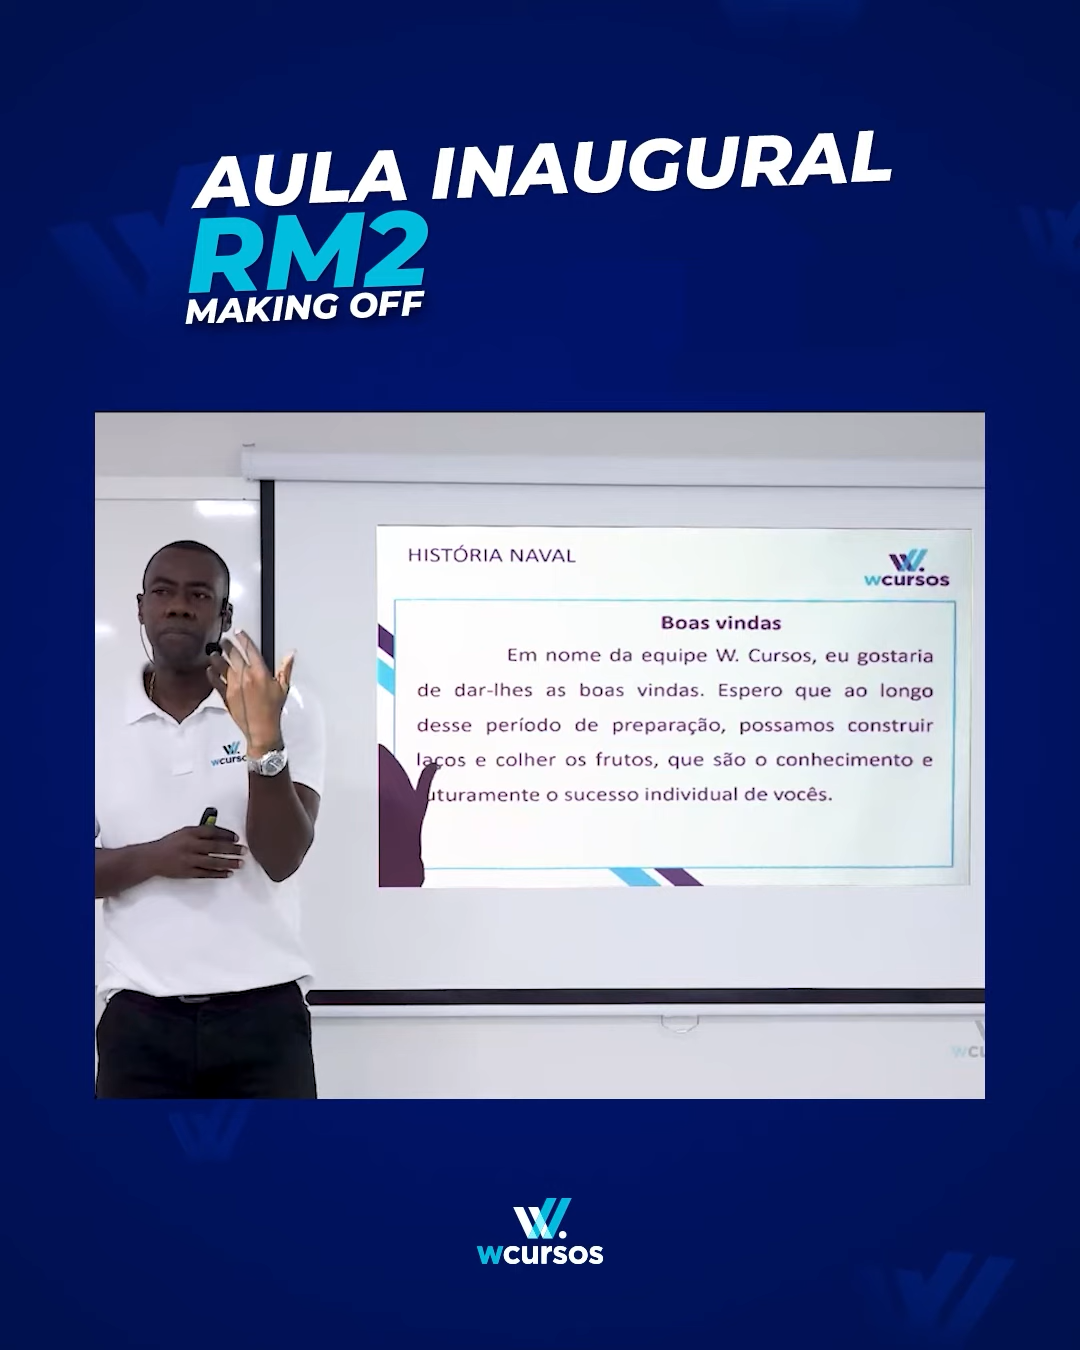 AULA INAUGURAL
RM2
MAKING OFF
HISTÓRIA NAVAL
W.
wcursos
Boas vindas
Em nome da equipe W. Cursos, eu gostaria
de dar-lhes as boas vindas. Espero que ao longo
desse período de preparação, possamos construir
laços e colher os frutos, que são o conhecimento e
uturamente o sucesso individual de vocês.
W.
wcurso
wcu
W.
wcursos